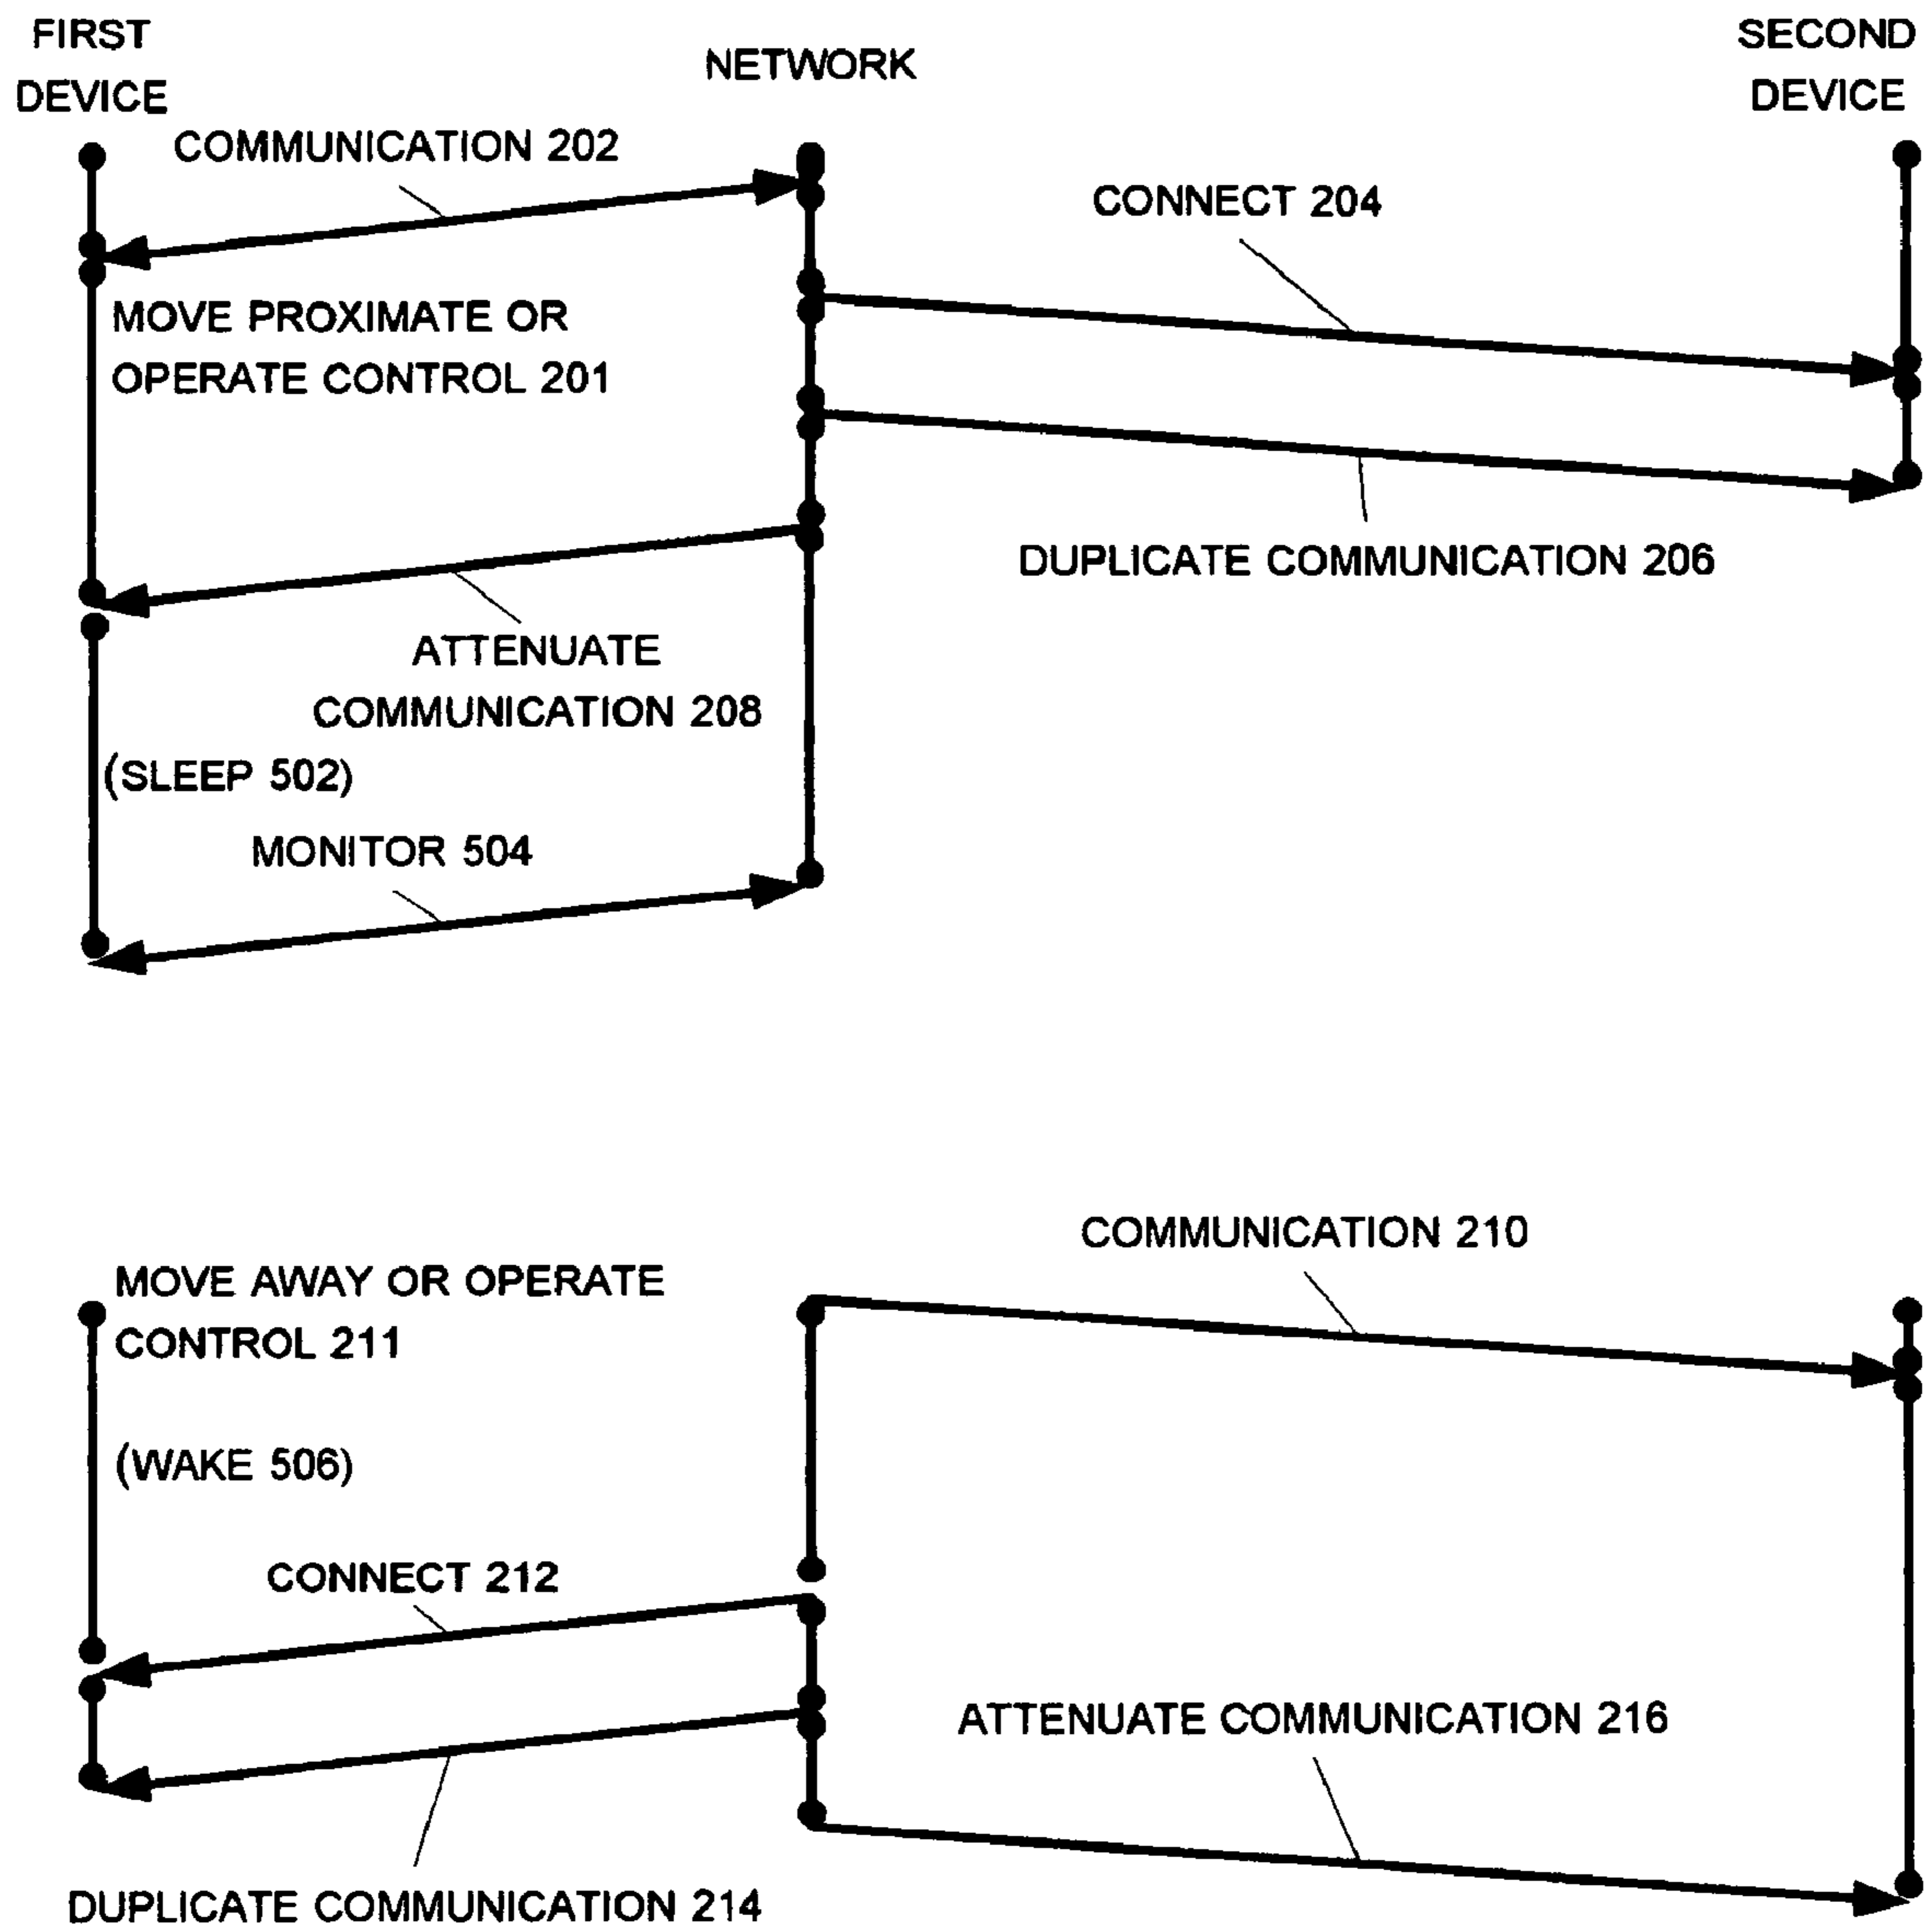 FIRST
DEVICE
NETWORK
SECOND
DEVICE
COMMUNICATION 202
CONNECT 204
MOVE PROXIMATE OR
OPERATE CONTROL 201
DUPLICATE COMMUNICATION 206
ATTENUATE
COMMUNICATION 208
(SLEEP 502)
MONITOR 504
COMMUNICATION 210
MOVE AWAY OR OPERATE
CONTROL 211
(WAKE 506)
CONNECT 212
ATTENUATE COMMUNICATION 216
DUPLICATE COMMUNICATION 214